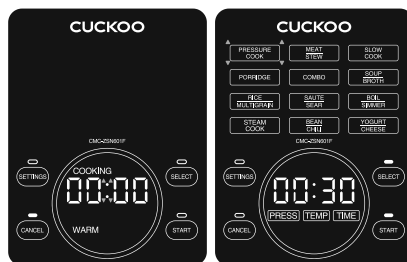 CUCKOO
CMC-ZSN601F
SETTINGS
COOKING
00:00
SELECT
CANCEL
WARM
START
CUCKOO
PRESSURE
COOK
MEAT
STEW
SLOW
COOK
PORRIDGE
COMBO
SOUP
BROTH
RICE
MULTIGRAIN
SAUTE
SEAR
BOIL
SIMMER
STEAM
COOK
BEAN
CHILI
YOGURT
CHEESE
CMC-ZSN601F
SETTINGS
00:30
SELECT
PRESS TEMP TIME
CANCEL
START